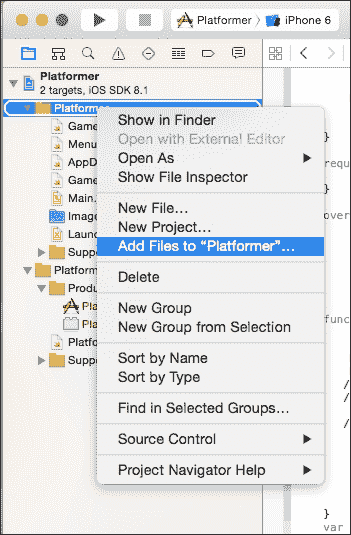 Platformer
iPhone 6
Platformer
2 targets, iOS SDK 8.1
Platformer
Game
Menu
AppD
Game
Main.
Image
Launc
Suppo
Platform
Produ
Pla
Pla
Platfo
Suppo
Show in Finder
Open with External Editor
Open As
Show File Inspector
New File...
New Project...
Add Files to “Platformer”...
Delete
New Group
New Group from Selection
Sort by Name
Sort by Type
Find in Selected Groups...
Source Control
Project Navigator Help
}
requ
}
over
func
/
/
/
}
var